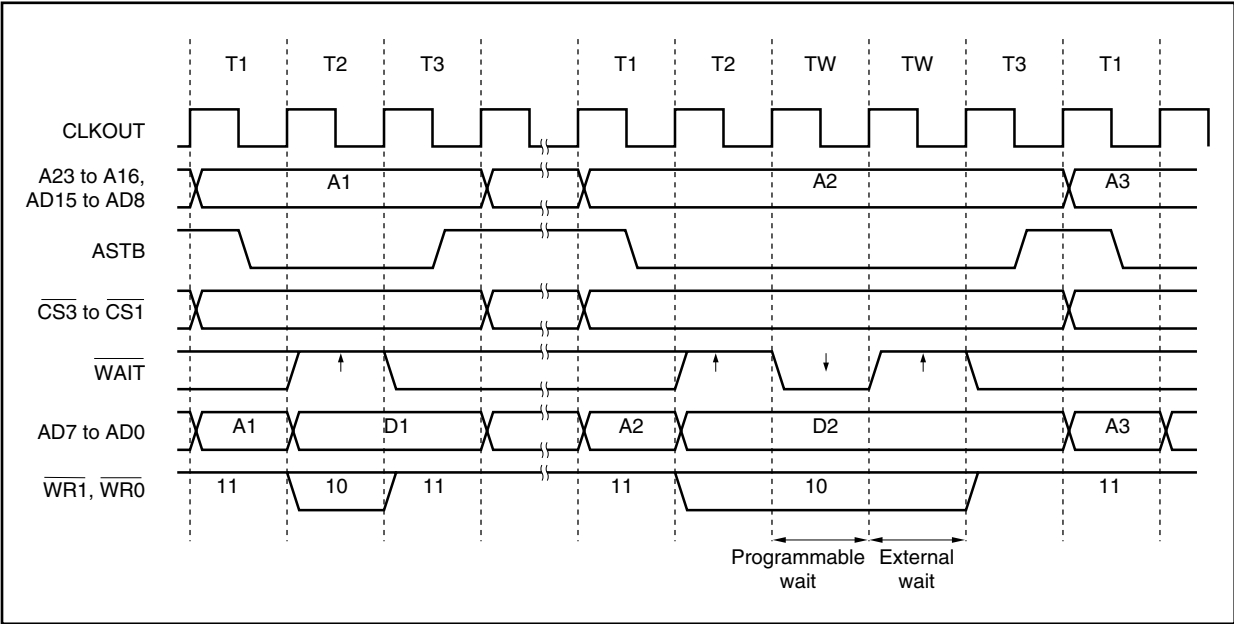 T1 T2 T3 T1 T2 TW TW T3 T1
CLKOUT
A23 to A16,
AD15 to AD8
A1 A2 A3
ASTB
CS3 to CS1
WAIT
AD7 to AD0 A1 D1 A2 D2 A3
WR1, WR0 11 10 11 11 10 11
Programmable
wait
External
wait